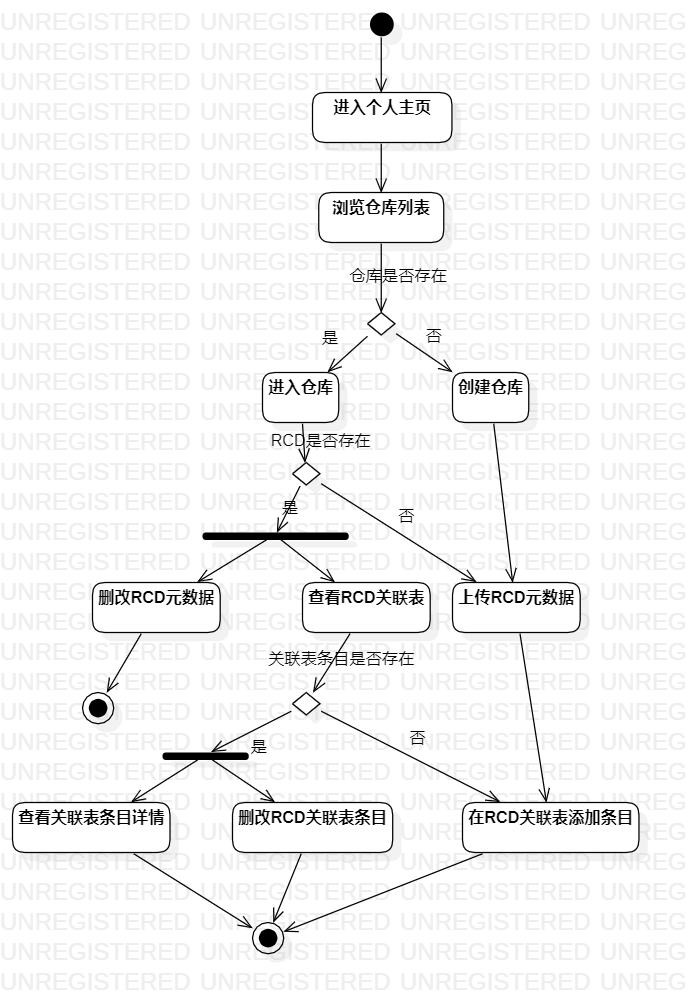 进入个人主页
浏览仓库列表
仓库是否存在
是
否
进入仓库
创建仓库
RCD是否存在
是
否
删改RCD元数据
查看RCD关联表
上传RCD元数据
关联表条目是否存在
是
否
查看关联表条目详情
删改RCD关联表条目
在RCD关联表添加条目
UNREGISTERED UNREGISTERED UNREGISTERED UNREG